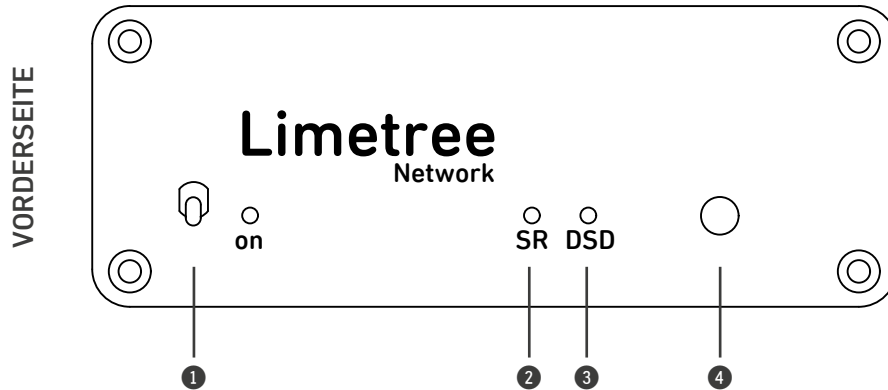 VORDERSEITE
Limetree
Network
on
SR DSD
1
2
3
4